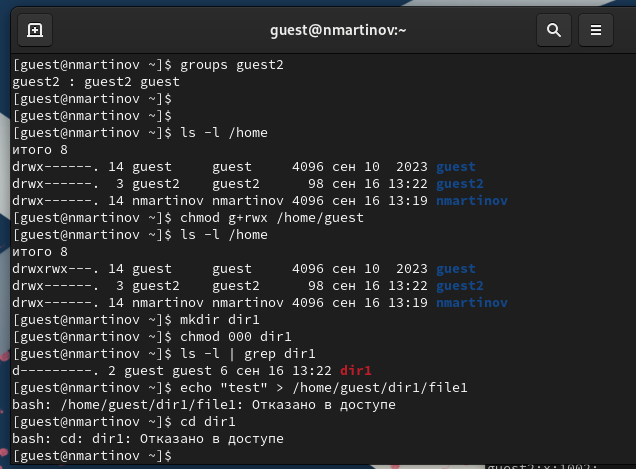 guest@nmartinov:~
[guest@nmartinov ~]$ groups guest2
guest2 : guest2 guest
[guest@nmartinov ~]$
[guest@nmartinov ~]$
[guest@nmartinov ~]$ ls -l /home
итого 8
drwx------. 14 guest     guest     4096 сен 10  2023 guest
drwx------.  3 guest2    guest2      98 сен 16 13:22 guest2
drwx------. 14 nmartinov nmartinov 4096 сен 16 13:19 nmartinov
[guest@nmartinov ~]$ chmod g+rwx /home/guest
[guest@nmartinov ~]$ ls -l /home
итого 8
drwxrwx---. 14 guest     guest     4096 сен 10  2023 guest
drwx------.  3 guest2    guest2      98 сен 16 13:22 guest2
drwx------. 14 nmartinov nmartinov 4096 сен 16 13:19 nmartinov
[guest@nmartinov ~]$ mkdir dir1
[guest@nmartinov ~]$ chmod 000 dir1
[guest@nmartinov ~]$ ls -l | grep dir1
d---------. 2 guest guest 6 сен 16 13:22 dir1
[guest@nmartinov ~]$ echo "test" > /home/guest/dir1/file1
bash: /home/guest/dir1/file1: Отказано в доступе
[guest@nmartinov ~]$ cd dir1
bash: cd: dir1: Отказано в доступе
[guest@nmartinov ~]$
guest2:x:1002: